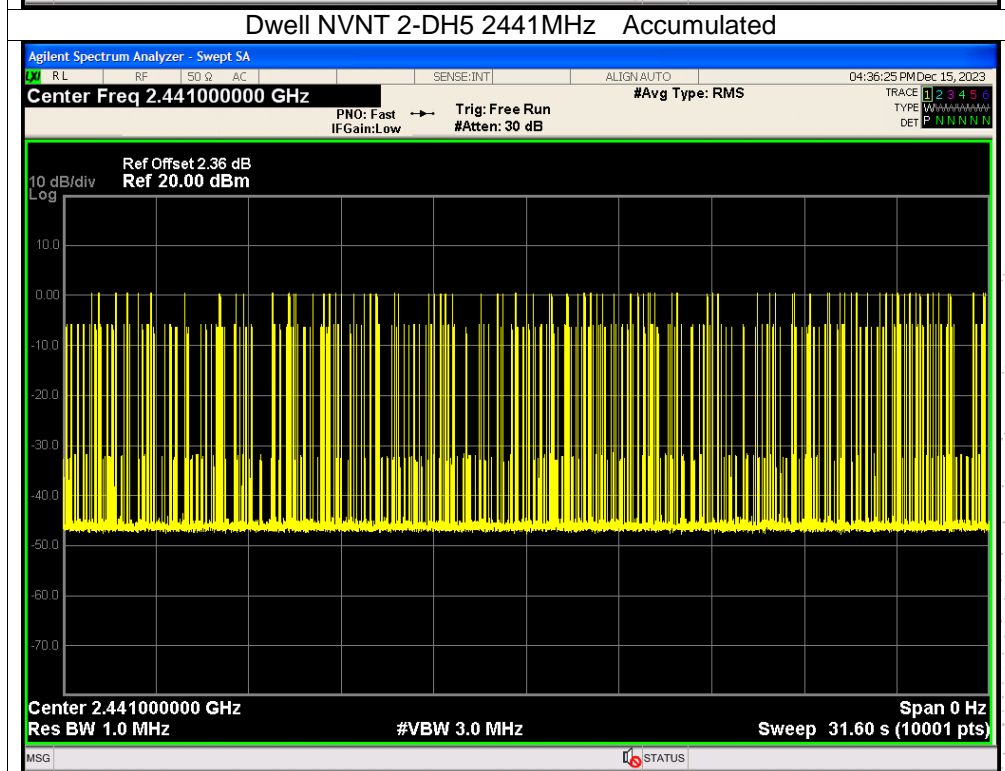 Dwell NVNT 2-DH5 2441MHz Accumulated
Agilent Spectrum Analyzer - Swept SA
LXI RL RF 50 Ω AC SENSE:INT ALIGN AUTO 04:36:25 PM Dec 15, 2023
Center Freq 2.441000000 GHz #Avg Type: RMS TRACE 1 2 3 4 5 6
PNO: Fast Trig: Free Run TYPE WWWWWW
IFGain:Low #Atten: 30 dB DET P N N N N N
Ref Offset 2.36 dB
10 dB/div Ref 20.00 dBm
Log
10.0
0.00
-10.0
-20.0
-30.0
-40.0
-50.0
-60.0
-70.0
Center 2.441000000 GHz Span 0 Hz
Res BW 1.0 MHz #VBW 3.0 MHz Sweep 31.60 s (10001 pts)
MSG STATUS